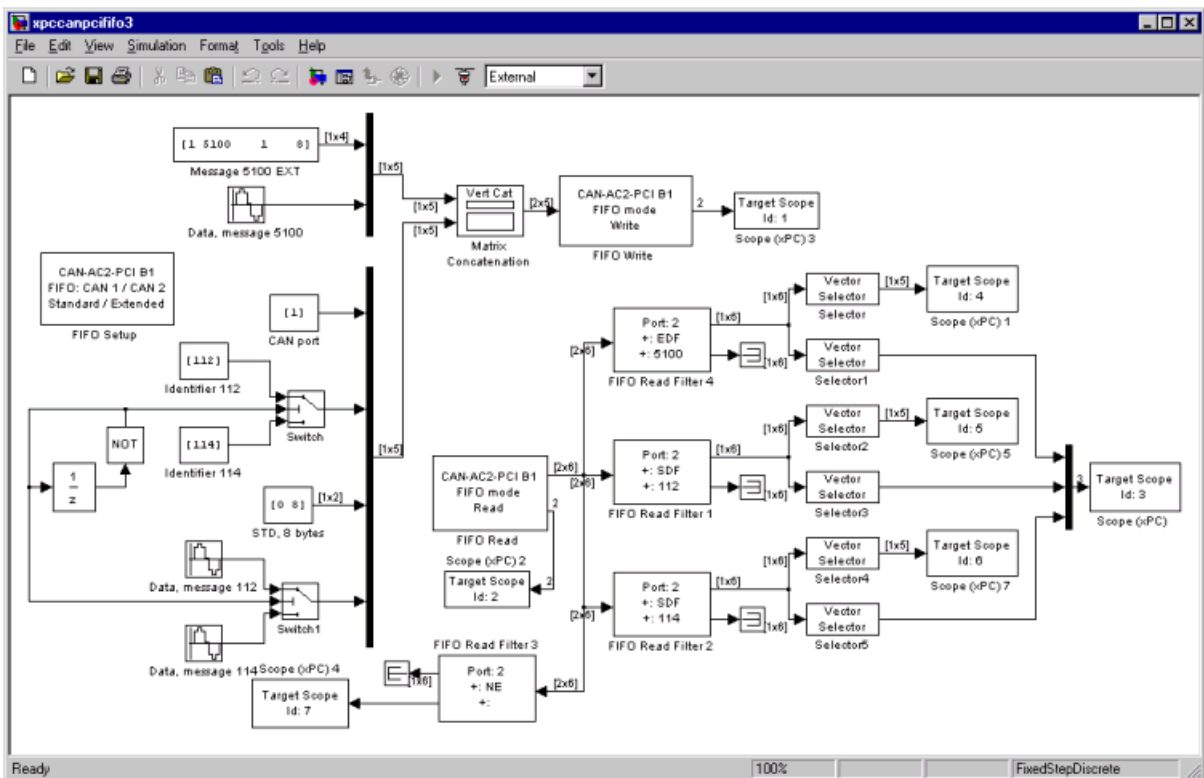 xpccanpcififo3
File Edit View Simulation Format Tools Help
External
[1 5100 1 8]
[1x4]
Message 5100 EXT
[1x5]
Data, message 5100
[1x5]
[1x5]
Vert Cat
Matrix
Concatenation
[2x5]
CAN-AC2-PCI B1
FIFO mode
Write
FIFO Write
2
Target Scope
Id: 1
Scope (xPC) 3
CAN-AC2-PCI B1
FIFO: CAN 1 / CAN 2
Standard / Extended
FIFO Setup
[1]
CAN port
[112]
Identifier 112
[114]
Identifier 114
Switch
NOT
1
z
[1x5]
[0 8]
[1x2]
STD, 8 bytes
Data, message 112
Data, message 114
Switch1
CAN-AC2-PCI B1
FIFO mode
Read
FIFO Read
[2x6]
2
Scope (xPC) 2
Target Scope
Id: 2
2
[2x6]
Port: 2
+: EDF
+: 5100
FIFO Read Filter 4
[1x6]
[1x6]
[1x6]
Vector
Selector
Selector
[1x5]
Target Scope
Id: 4
Scope (xPC) 1
Vector
Selector
Selector1
[2x6]
Port: 2
+: SDF
+: 112
FIFO Read Filter 1
[1x6]
[1x6]
[1x6]
Vector
Selector
Selector2
[1x5]
Target Scope
Id: 5
Scope (xPC) 5
Vector
Selector
Selector3
3
Target Scope
Id: 3
Scope (xPC)
[2x6]
Port: 2
+: SDF
+: 114
FIFO Read Filter 2
[1x6]
[1x6]
[1x6]
Vector
Selector
Selector4
[1x5]
Target Scope
Id: 6
Scope (xPC) 7
Vector
Selector
Selector5
FIFO Read Filter 3
[2x6]
Port: 2
+: NE
+:
[1x6]
Scope (xPC) 4
Target Scope
Id: 7
Ready
100%
FixedStepDiscrete